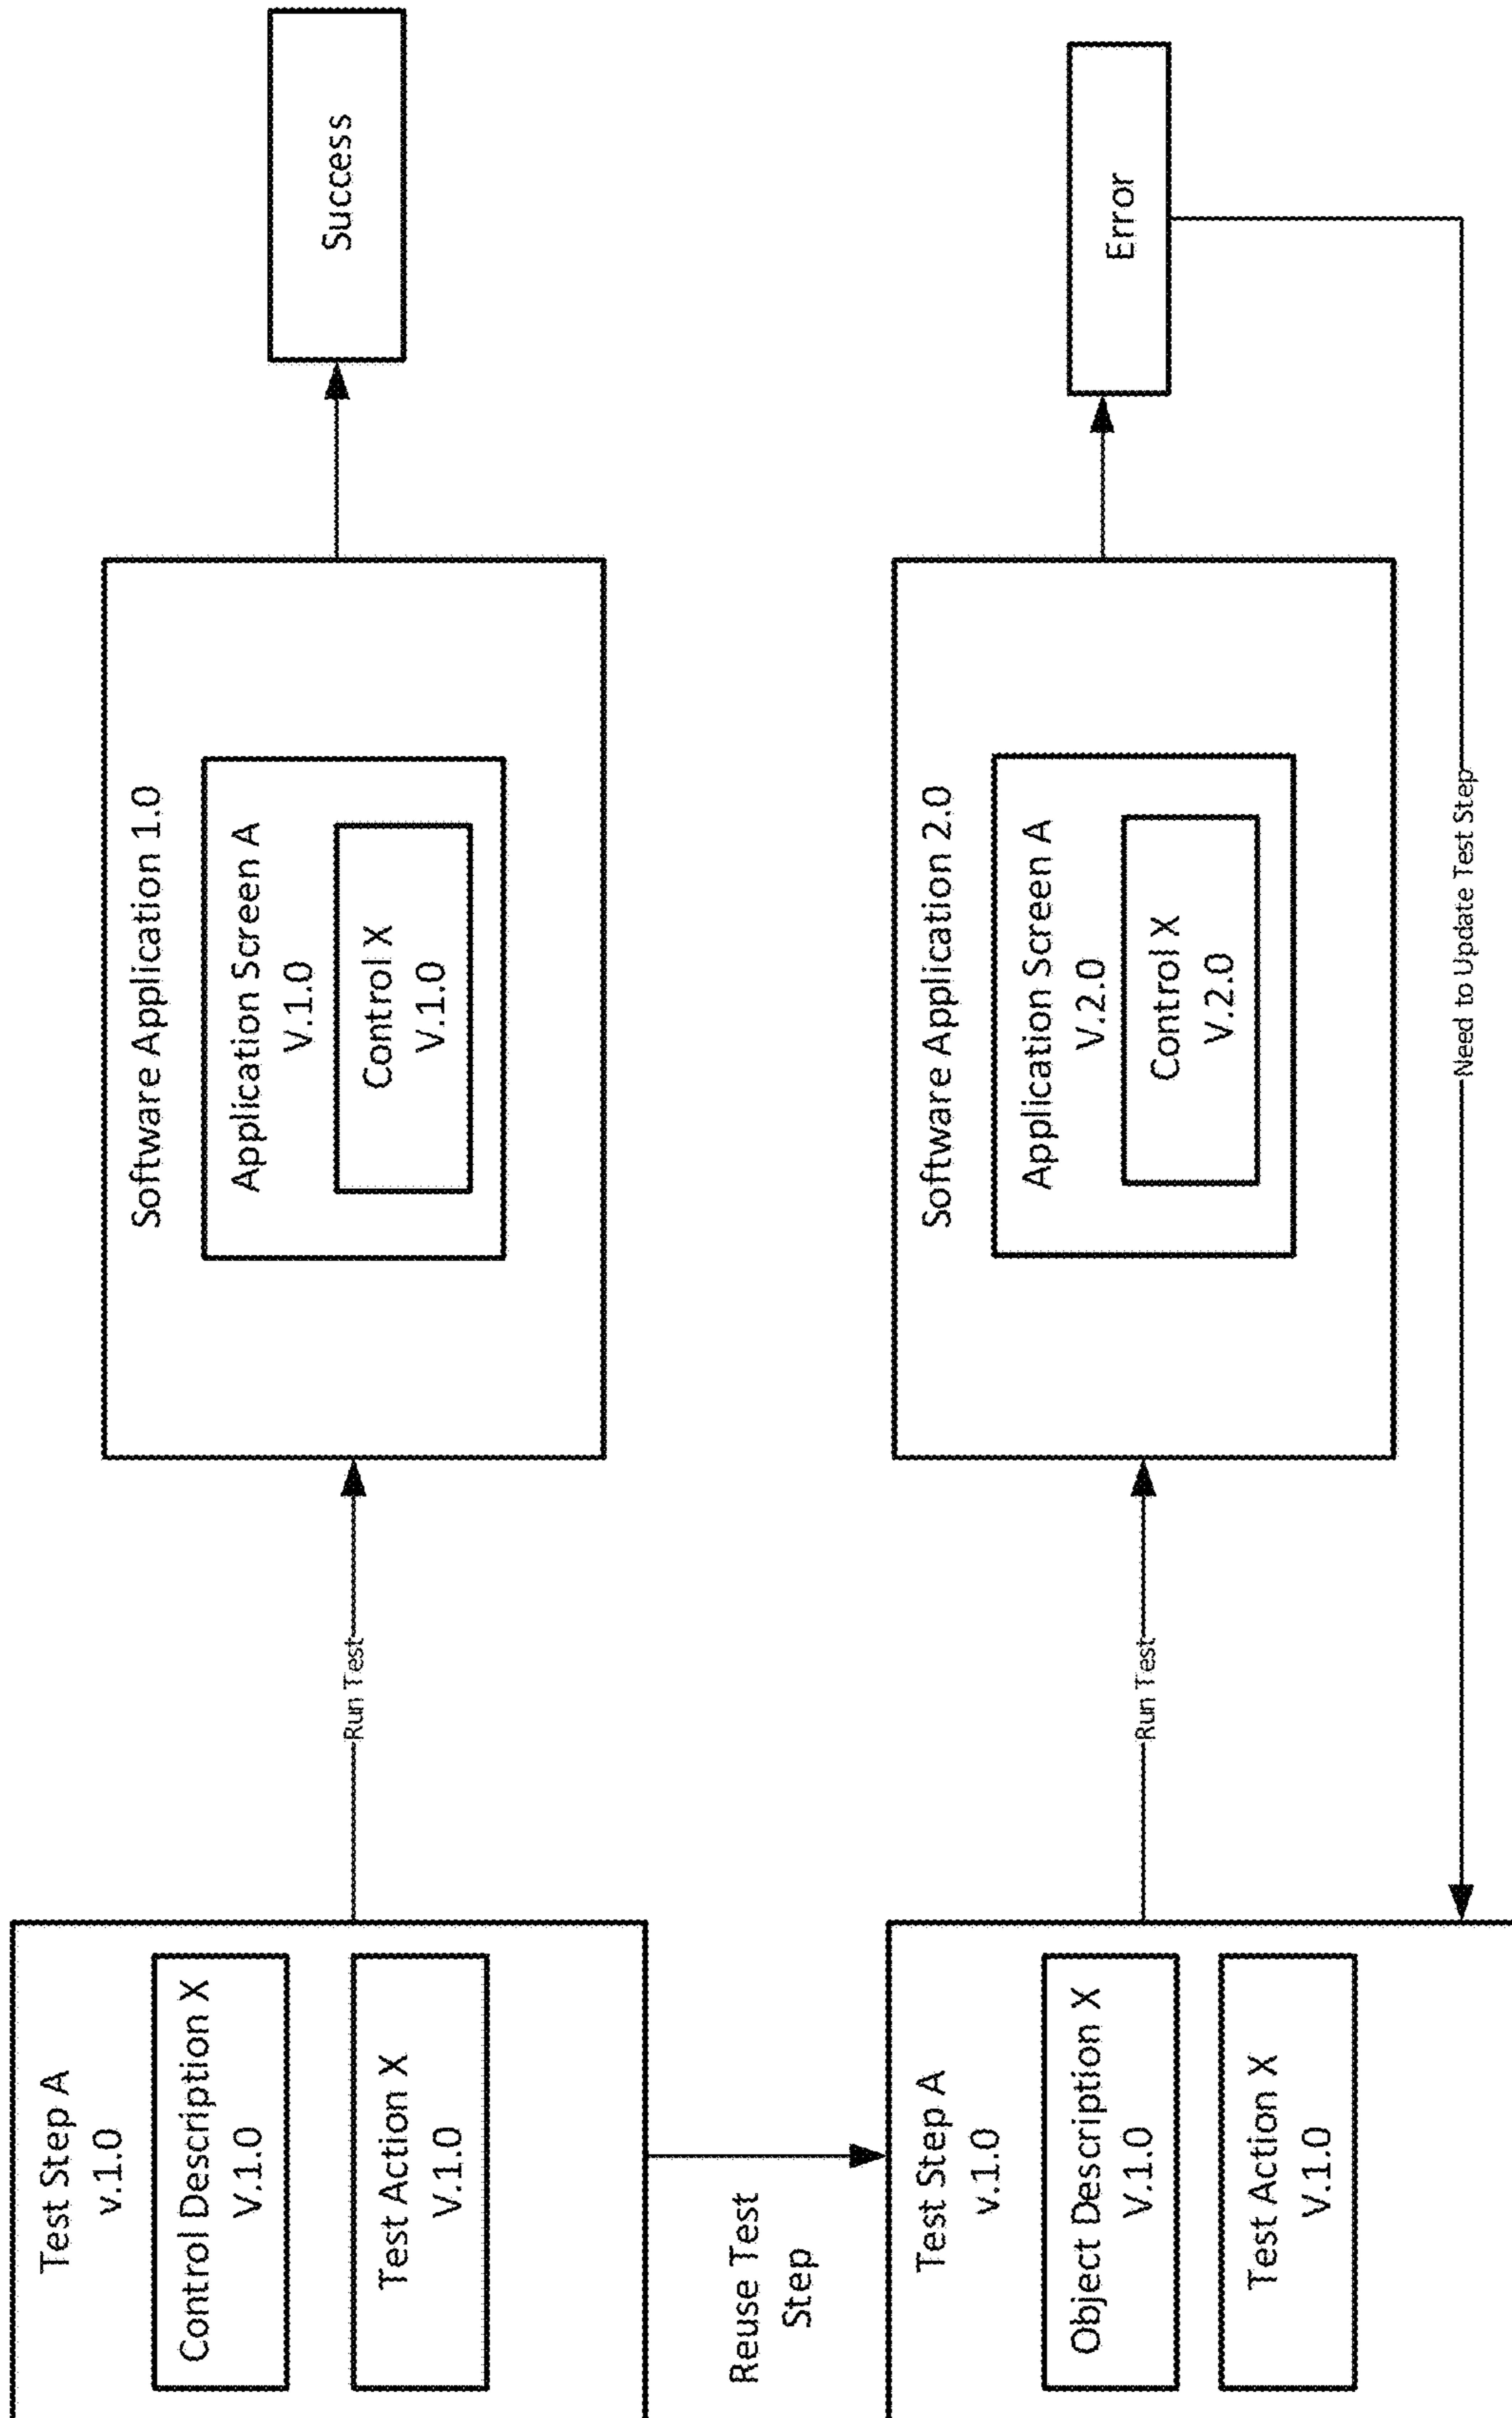 Test Step A
v.1.0
Control Description X
V.1.0
Test Action X
V.1.0
Run Test
Software Application 1.0
Application Screen A
V.1.0
Control X
V.1.0
Success
Reuse Test
Step
Test Step A
v.1.0
Object Description X
V.1.0
Test Action X
V.1.0
Run Test
Software Application 2.0
Application Screen A
V.2.0
Control X
V.2.0
Error
Need to Update Test Step